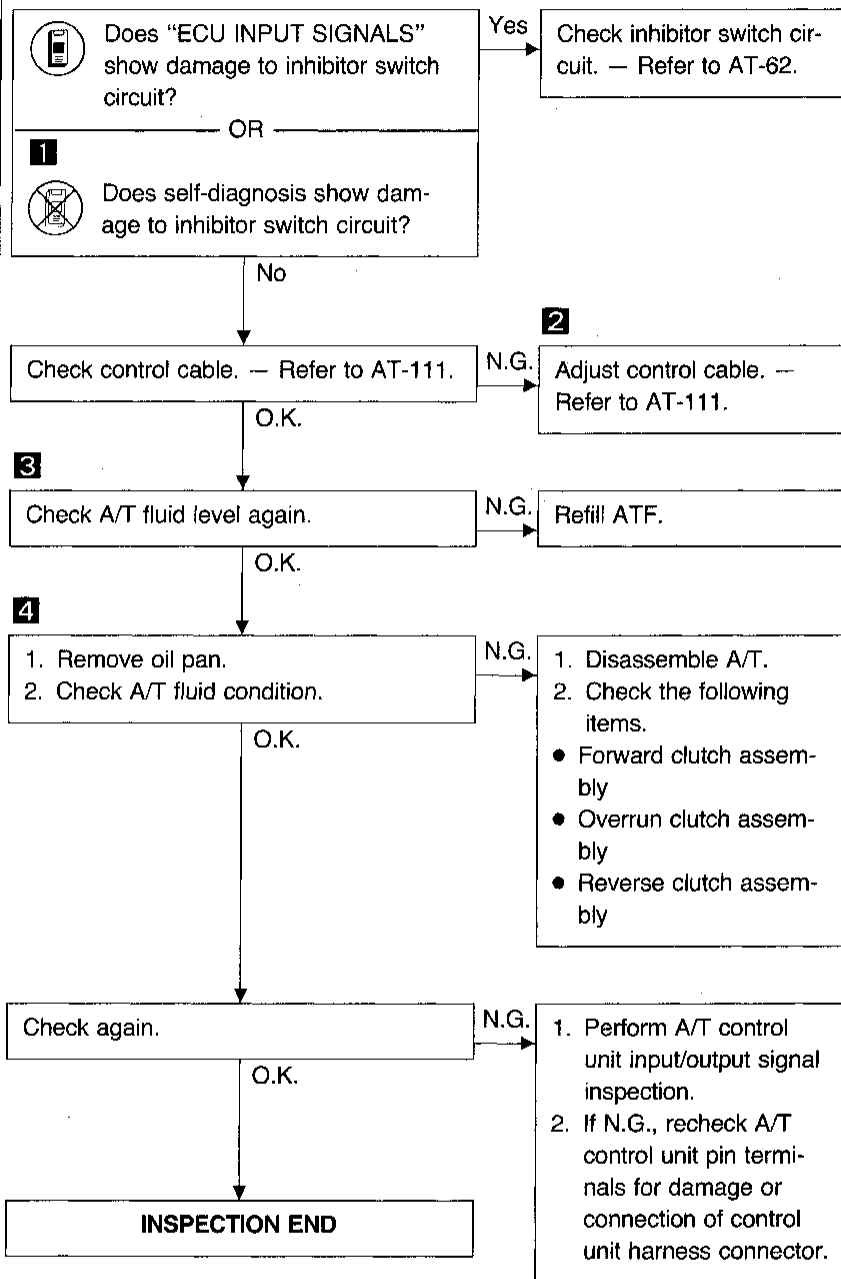 Does “ECU INPUT SIGNALS”
show damage to inhibitor switch
circuit?
Yes
Check inhibitor switch cir-
cuit. — Refer to AT-62.
OR
1
Does self-diagnosis show dam-
age to inhibitor switch circuit?
No
Check control cable. — Refer to AT-111.
N.G.
2
Adjust control cable. —
Refer to AT-111.
O.K.
3
Check A/T fluid level again.
N.G.
Refill ATF.
O.K.
4
1. Remove oil pan.
2. Check A/T fluid condition.
N.G.
1. Disassemble A/T.
2. Check the following
items.
● Forward clutch assem-
bly
● Overrun clutch assem-
bly
● Reverse clutch assem-
bly
O.K.
Check again.
N.G.
1. Perform A/T control
unit input/output signal
inspection.
2. If N.G., recheck A/T
control unit pin termi-
nals for damage or
connection of control
unit harness connector.
O.K.
INSPECTION END